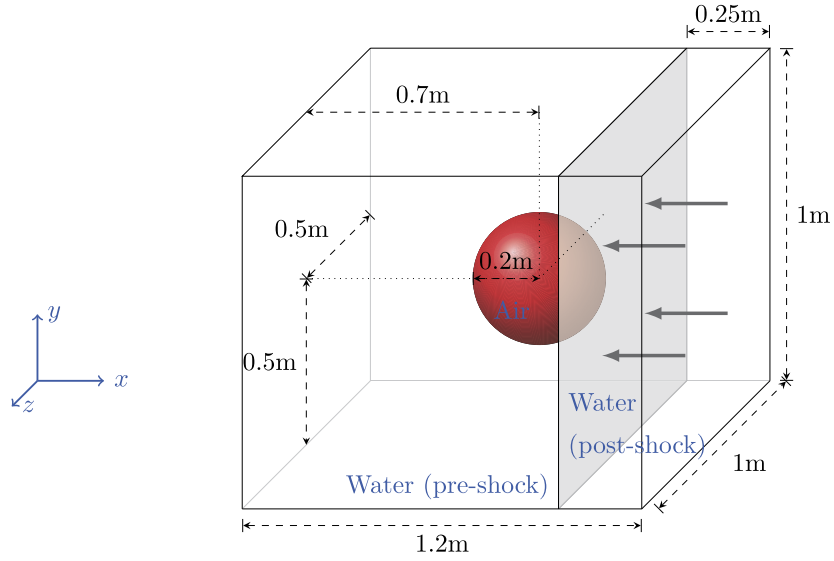 0.25m
0.7m
1m
0.5m
0.2m
Air
y
0.5m
x
z
Water
(post-shock)
1m
Water (pre-shock)
1.2m